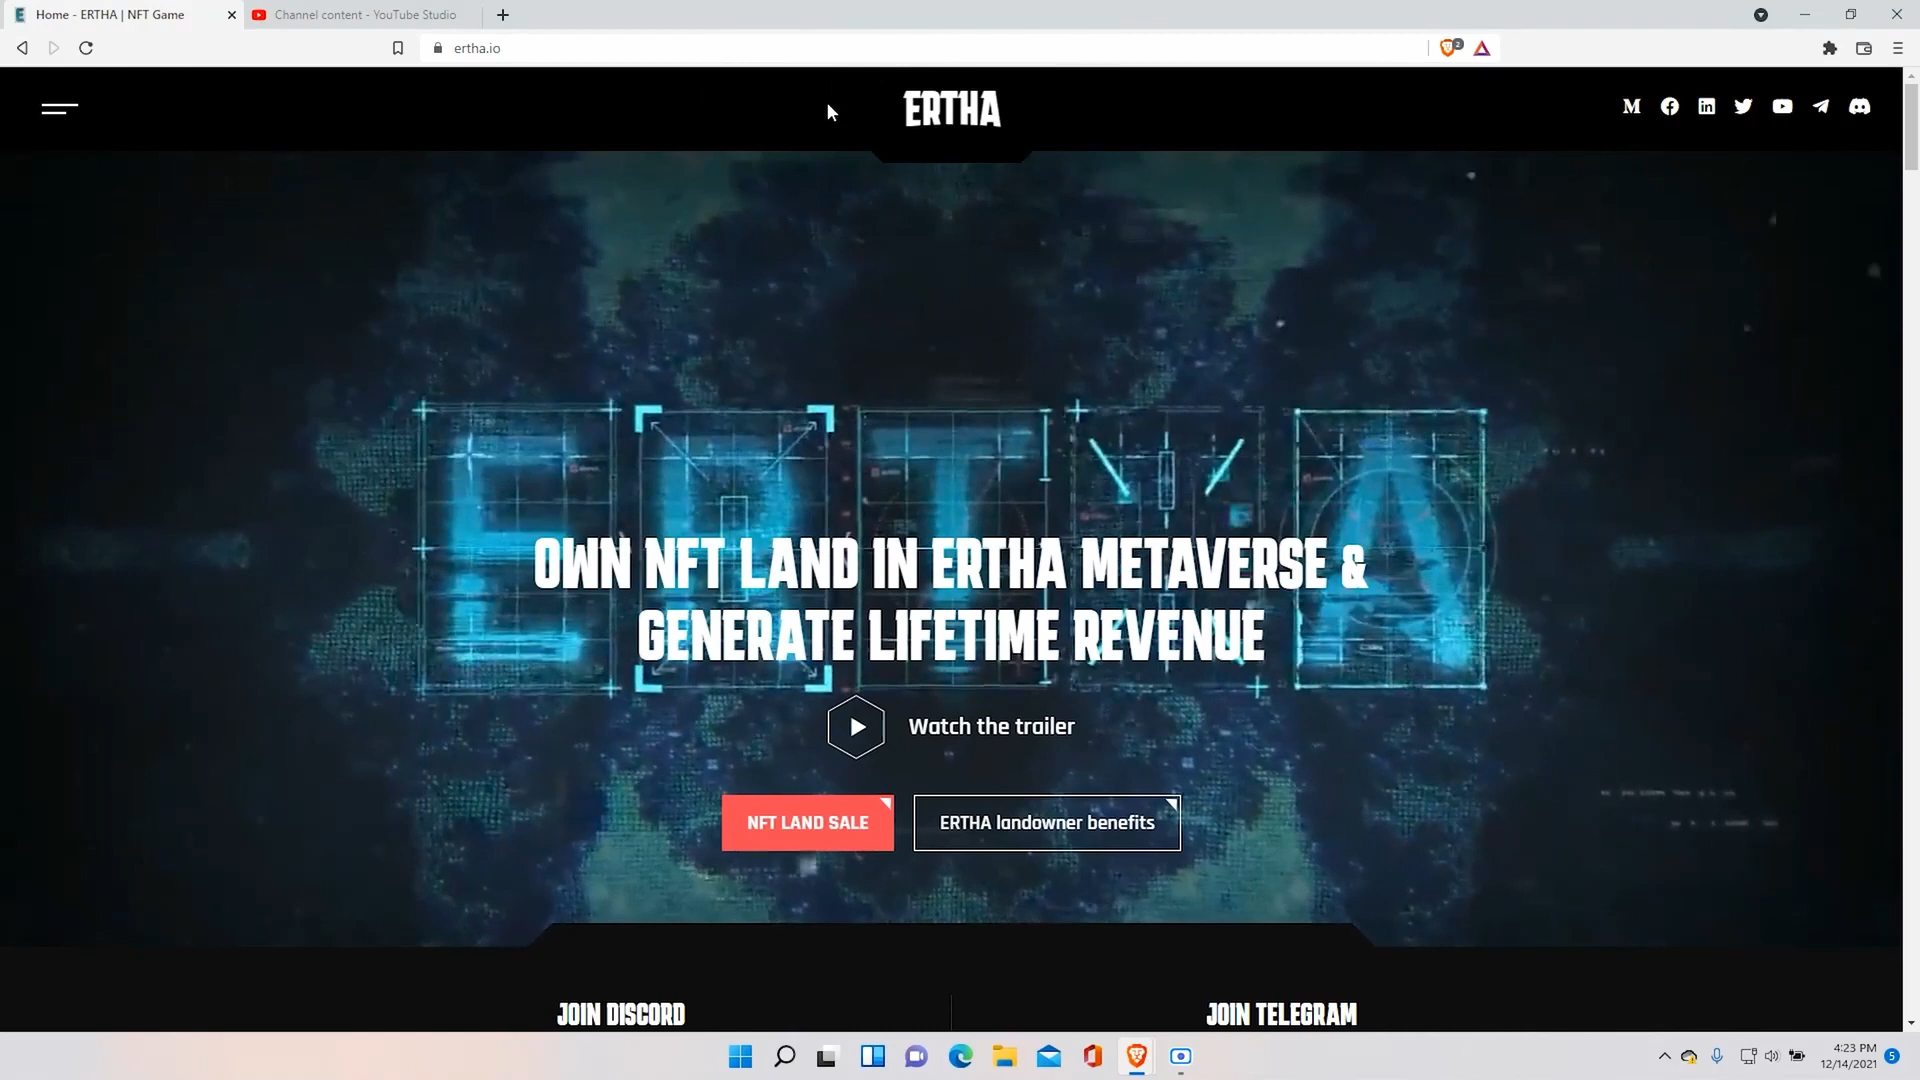 Home - ERTHA | NFT Game
Channel content - YouTube Studio
ertha.io
2
ERTHA
ERTHA
OWN NFT LAND IN ERTHA METAVERSE &
GENERATE LIFETIME REVENUE
Watch the trailer
NFT LAND SALE
ERTHA landowner benefits
JOIN DISCORD
JOIN TELEGRAM
4:23 PM
12/14/2021
5